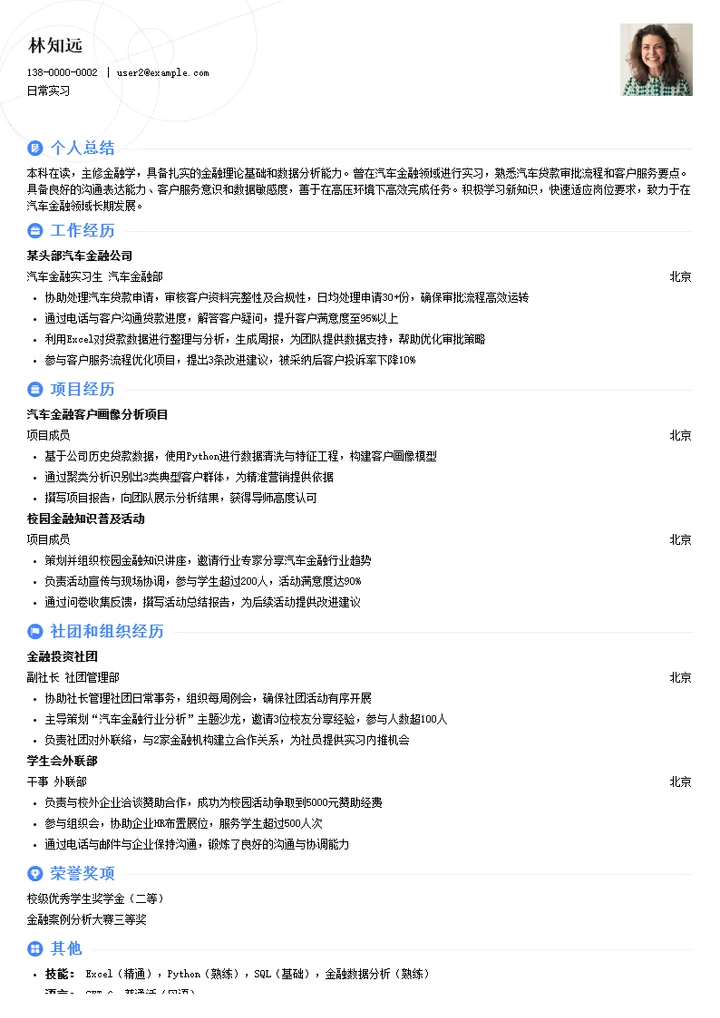 林知远
138-0000-0002 | user2@example.com
日常实习
个人总结
本科在读，主修金融学，具备扎实的金融理论基础和数据分析能力。曾在汽车金融领域进行实习，熟悉汽车贷款审批流程和客户服务要点。
具备良好的沟通表达能力、客户服务意识和数据敏感度，善于在高压环境下高效完成任务。积极学习新知识，快速适应岗位要求，致力于在
汽车金融领域长期发展。
工作经历
某头部汽车金融公司
汽车金融实习生 汽车金融部 北京
• 协助处理汽车贷款申请，审核客户资料完整性及合规性，日均处理申请30+份，确保审批流程高效运转
• 通过电话与客户沟通贷款进度，解答客户疑问，提升客户满意度至95%以上
• 利用Excel对贷款数据进行整理与分析，生成周报，为团队提供数据支持，帮助优化审批策略
• 参与客户服务流程优化项目，提出3条改进建议，被采纳后客户投诉率下降10%
项目经历
汽车金融客户画像分析项目
项目成员 北京
• 基于公司历史贷款数据，使用Python进行数据清洗与特征工程，构建客户画像模型
• 通过聚类分析识别出3类典型客户群体，为精准营销提供依据
• 撰写项目报告，向团队展示分析结果，获得导师高度认可
校园金融知识普及活动
项目成员 北京
• 策划并组织校园金融知识讲座，邀请行业专家分享汽车金融行业趋势
• 负责活动宣传与现场协调，参与学生超过200人，活动满意度达90%
• 通过问卷收集反馈，撰写活动总结报告，为后续活动提供改进建议
社团和组织经历
金融投资社团
副社长 社团管理部 北京
• 协助社长管理社团日常事务，组织每周例会，确保社团活动有序开展
• 主导策划“汽车金融行业分析”主题沙龙，邀请3位校友分享经验，参与人数超100人
• 负责社团对外联络，与2家金融机构建立合作关系，为社员提供实习内推机会
学生会外联部
干事 外联部 北京
• 负责与校外企业洽谈赞助合作，成功为校园活动争取到5000元赞助经费
• 参与组织会，协助企业HR布置展位，服务学生超过500人次
• 通过电话与邮件与企业保持沟通，锻炼了良好的沟通与协调能力
荣誉奖项
校级优秀学生奖学金（二等）
金融案例分析大赛三等奖
其他
• 技能： Excel（精通），Python（熟练），SQL（基础），金融数据分析（熟练）